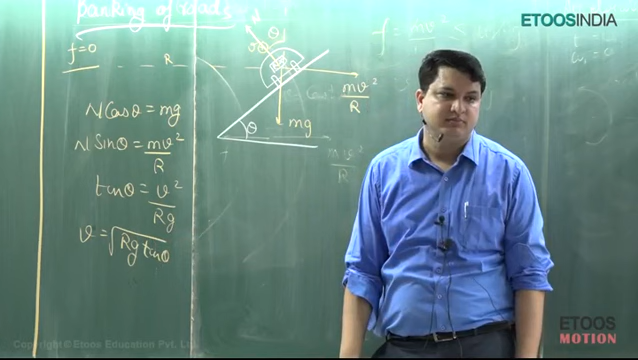 Banking of Roads
N
θ
f = 0
R
N cosθ = mg
N sinθ = mv²/R
tanθ = v²/Rg
v = √Rg tanθ
mv²/R
mg
θ
mv²/R
ETOOSINDIA
ETOOS
MOTION
Copyright © Etoos Education Pvt. Ltd.